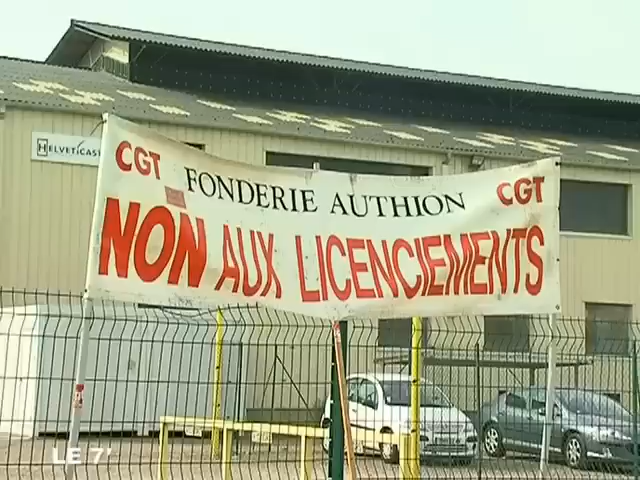 HELVETICAST
CGT FONDERIE AUTHION CGT
NON AUX LICENCIEMENTS
LE 7'